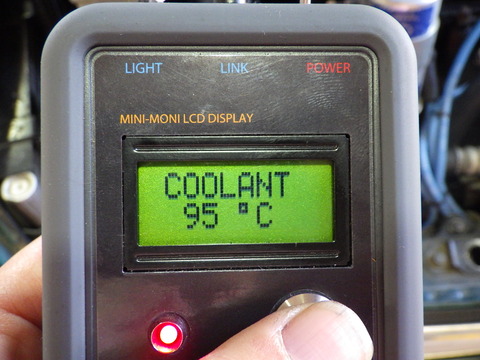 LIGHT LINK POWER
MINI-MONI LCD DISPLAY
COOLANT
95 °C